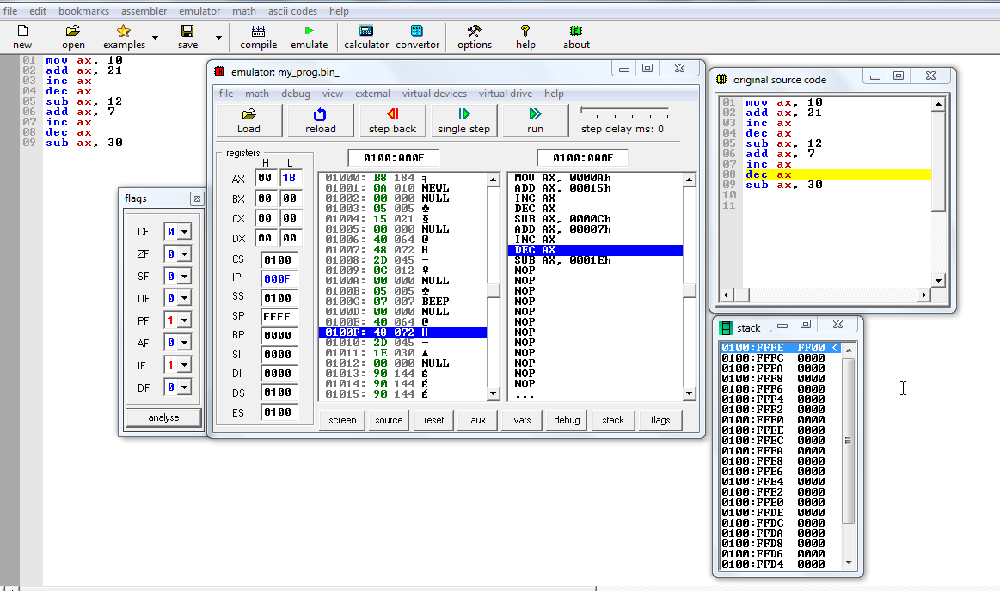 file edit bookmarks assembler emulator math ascii codes help
new open examples save compile emulate calculator convertor options help about
01 mov ax, 10
02 add ax, 21
03 inc ax
04 dec ax
05 sub ax, 12
06 add ax, 7
07 inc ax
08 dec ax
09 sub ax, 30
flags
CF 0
ZF 0
SF 0
OF 0
PF 1
AF 0
IF 1
DF 0
analyse
emulator: my_prog.bin_
file math debug view external virtual devices virtual drive help
Load reload step back single step run step delay ms: 0
registers
H L
AX 00 1B
BX 00 00
CX 00 00
DX 00 00
CS 0100
IP 000F
SS 0100
SP FFFE
BP 0000
SI 0000
DI 0000
DS 0100
ES 0100
0100:000F
01000: B8 184 ╕
01001: 0A 010 NEWL
01002: 00 000 NULL
01003: 05 005 ♣
01004: 15 021 §
01005: 00 000 NULL
01006: 40 064 @
01007: 48 072 H
01008: 2D 045 -
01009: 0C 012 ♀
0100A: 00 000 NULL
0100B: 05 005 ♣
0100C: 07 007 BEEP
0100D: 00 000 NULL
0100E: 40 064 @
0100F: 48 072 H
01010: 2D 045 -
01011: 1E 030 ▲
01012: 00 000 NULL
01013: 90 144 É
01014: 90 144 É
01015: 90 144 É
0100:000F
MOV AX, 0000Ah
ADD AX, 00015h
INC AX
DEC AX
SUB AX, 0000Ch
ADD AX, 00007h
INC AX
DEC AX
SUB AX, 0001Eh
NOP
NOP
NOP
NOP
NOP
NOP
NOP
NOP
NOP
NOP
NOP
NOP
...
screen source reset aux vars debug stack flags
original source code
01 mov ax, 10
02 add ax, 21
03 inc ax
04 dec ax
05 sub ax, 12
06 add ax, 7
07 inc ax
08 dec ax
09 sub ax, 30
10
11
stack
0100:FFFE FF00 <
0100:FFFC 0000
0100:FFFA 0000
0100:FFF8 0000
0100:FFF6 0000
0100:FFF4 0000
0100:FFF2 0000
0100:FFF0 0000
0100:FFEE 0000
0100:FFEC 0000
0100:FFEA 0000
0100:FFE8 0000
0100:FFE6 0000
0100:FFE4 0000
0100:FFE2 0000
0100:FFE0 0000
0100:FFDE 0000
0100:FFDC 0000
0100:FFDA 0000
0100:FFD8 0000
0100:FFD6 0000
0100:FFD4 0000